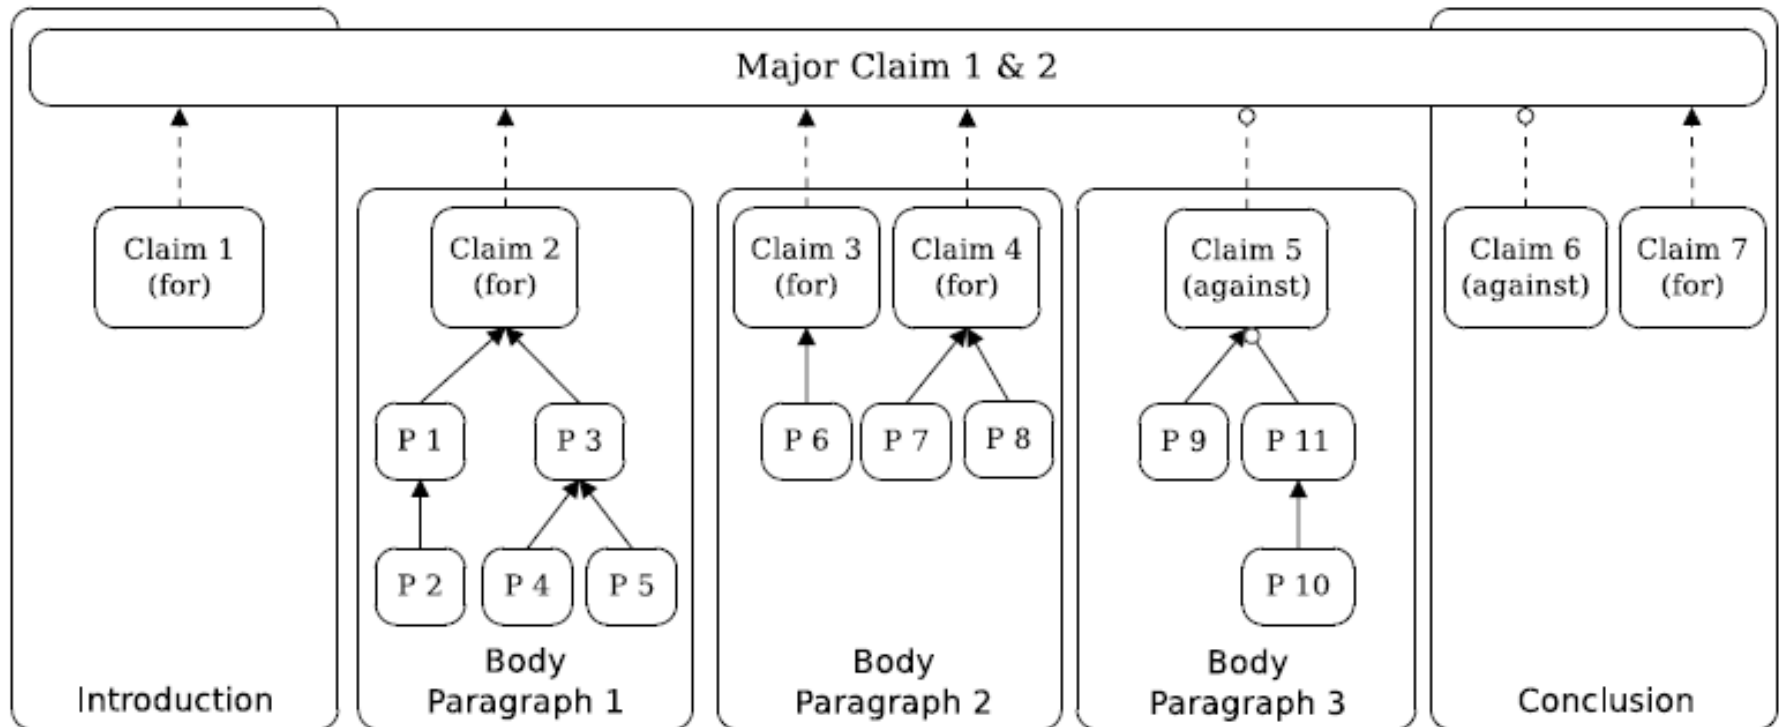 Major Claim 1 & 2
Claim 1
(for)
Claim 2
(for)
Claim 3
(for)
Claim 4
(for)
Claim 5
(against)
Claim 6
(against)
Claim 7
(for)
P 1
P 3
P 6
P 7
P 8
P 9
P 11
P 2
P 4
P 5
P 10
Introduction
Body
Paragraph 1
Body
Paragraph 2
Body
Paragraph 3
Conclusion